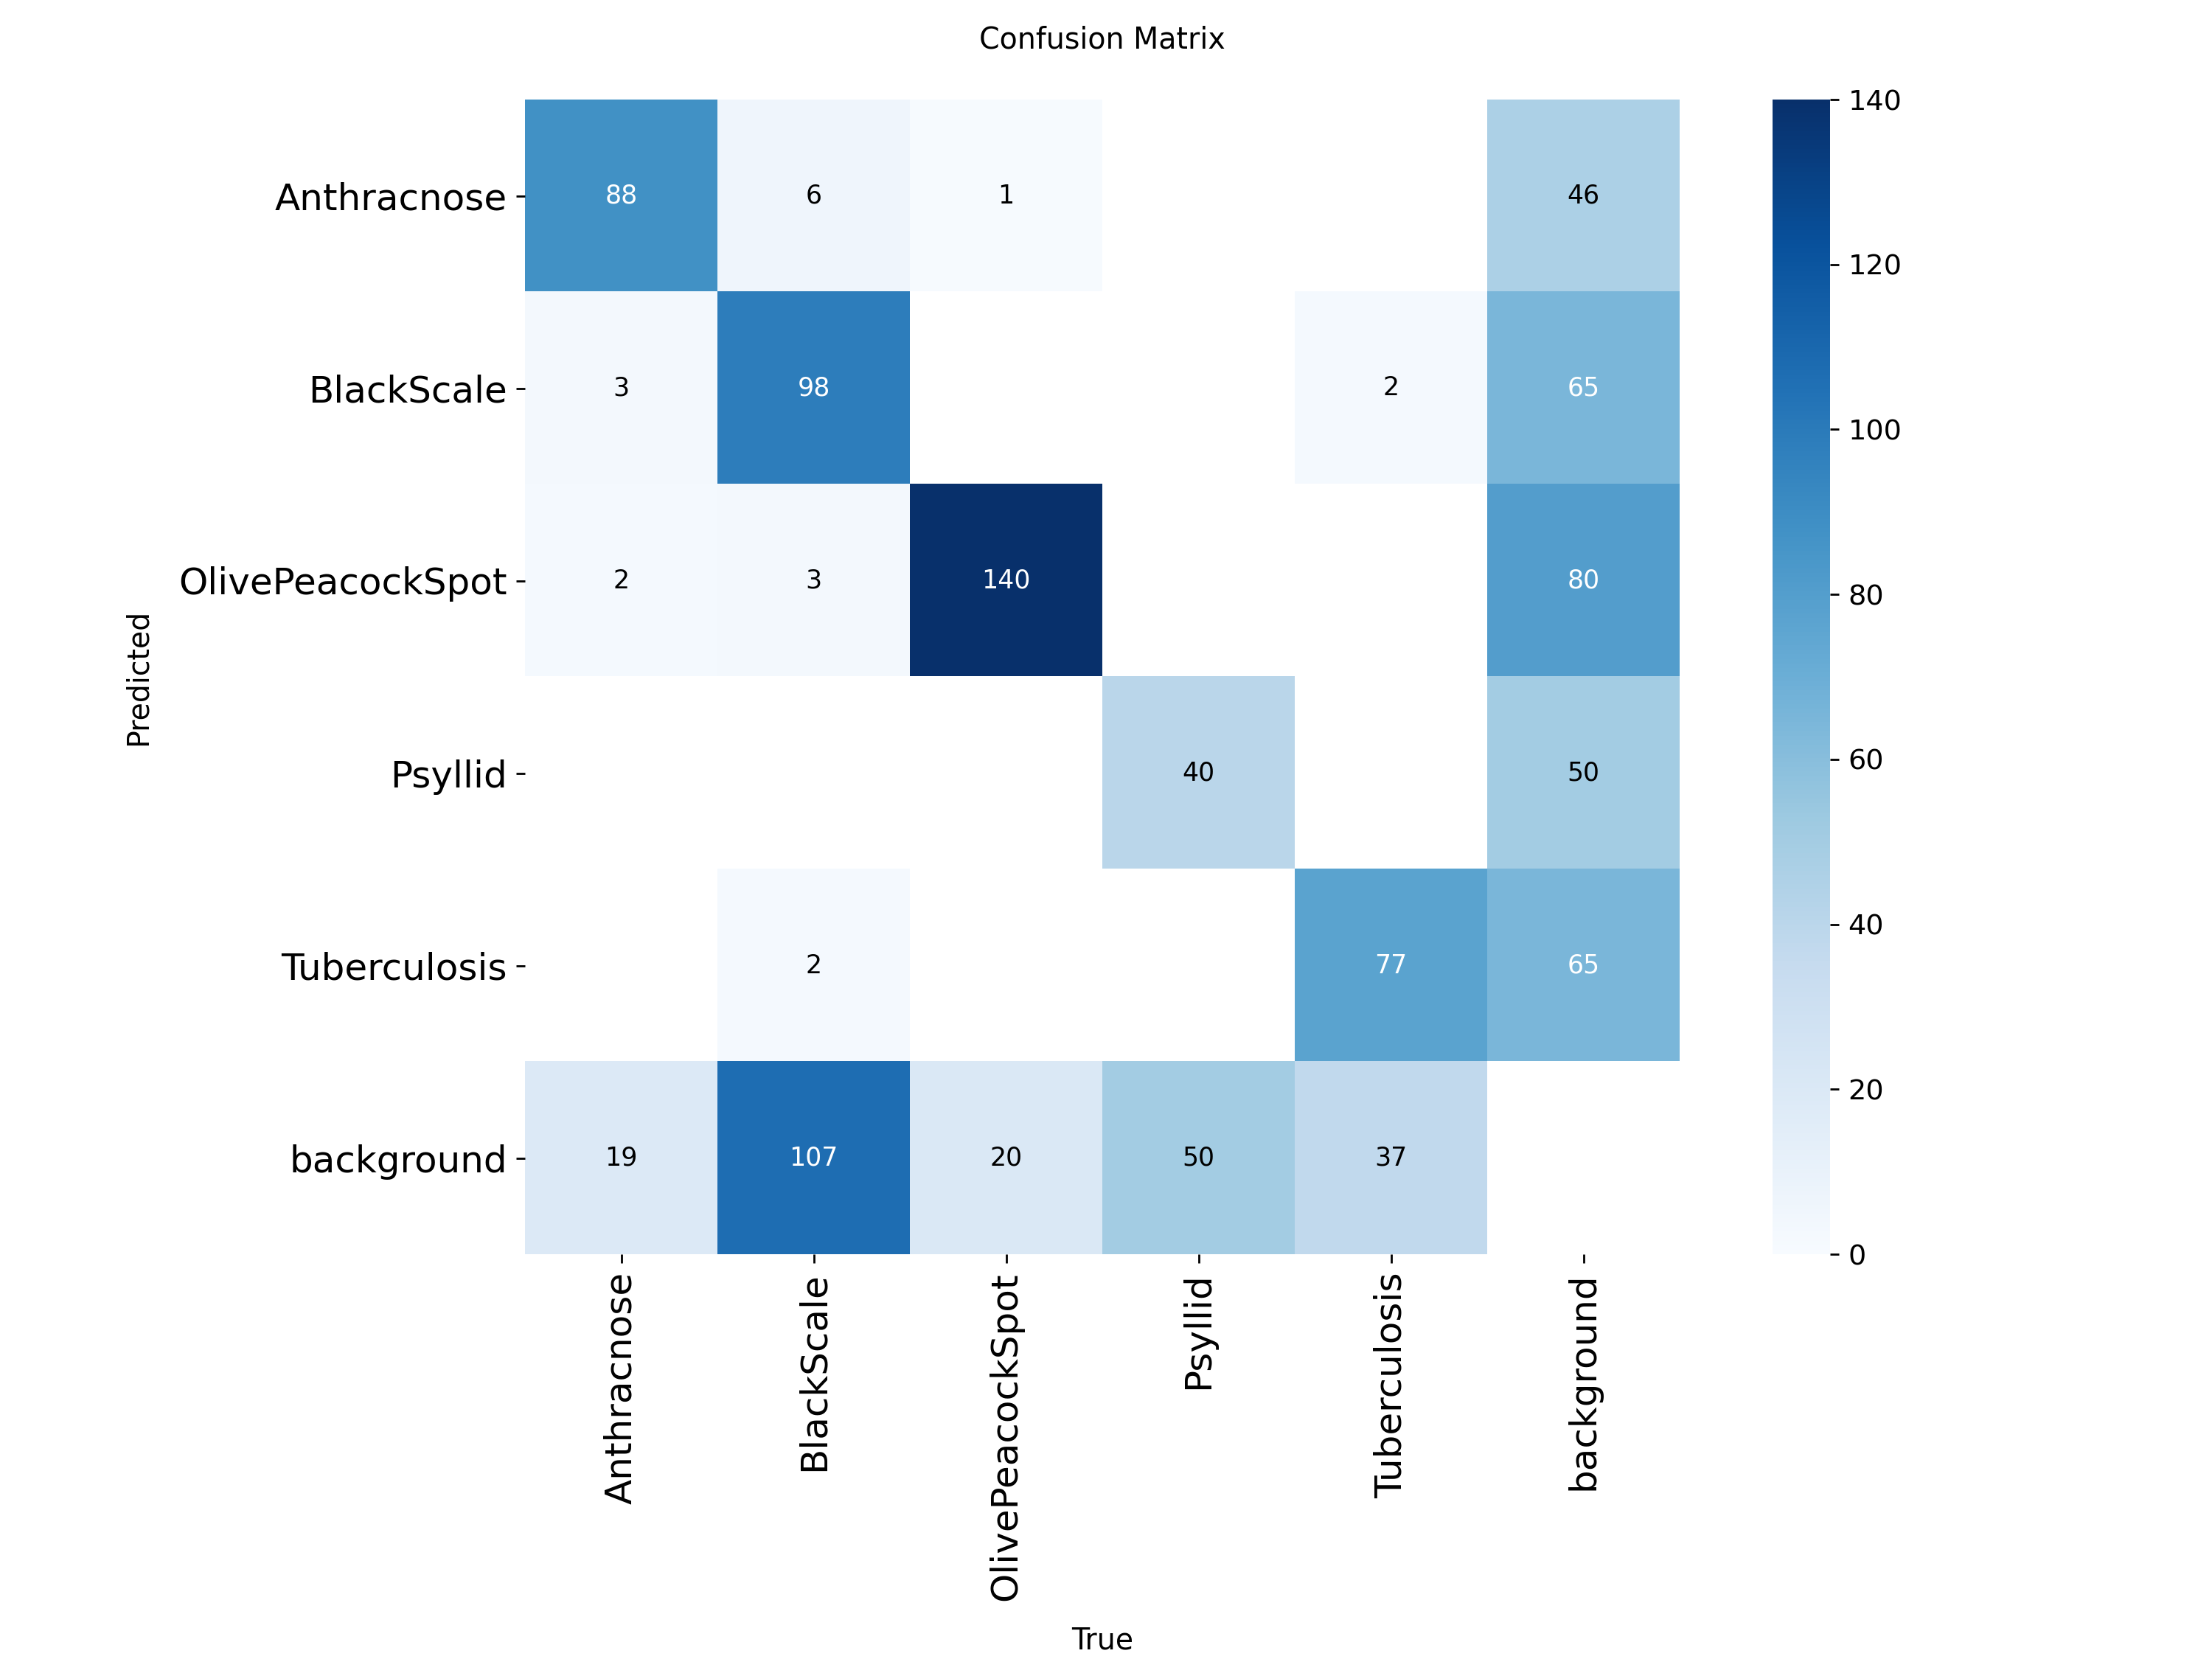 Confusion Matrix
Anthracnose 88 6 1 46
BlackScale 3 98 2 65
OlivePeacockSpot 2 3 140 80
Psyllid 40 50
Tuberculosis 2 77 65
background 19 107 20 50 37
Predicted
Anthracnose BlackScale OlivePeacockSpot Psyllid Tuberculosis background
True
140
120
100
80
60
40
20
0